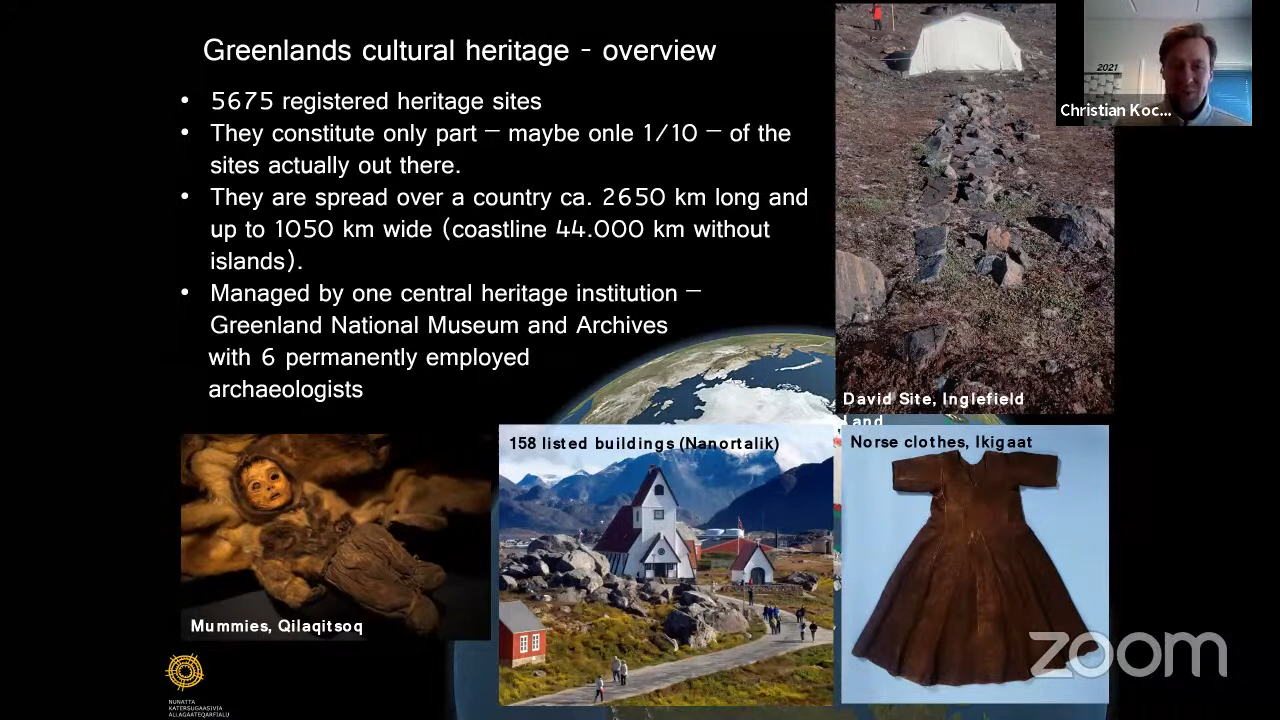 Greenlands cultural heritage - overview
• 5675 registered heritage sites
• They constitute only part – maybe onle 1/10 – of the
sites actually out there.
• They are spread over a country ca. 2650 km long and
up to 1050 km wide (coastline 44.000 km without
islands).
• Managed by one central heritage institution –
Greenland National Museum and Archives
with 6 permanently employed
archaeologists
2021
Christian Koc...
David Site, Inglefield
Land
Mummies, Qilaqitsoq
158 listed buildings (Nanortalik)
Norse clothes, Ikigaat
zoom
NUNATTA
KATERSUGAASIVIA
ALLAGAATEQARFIALU